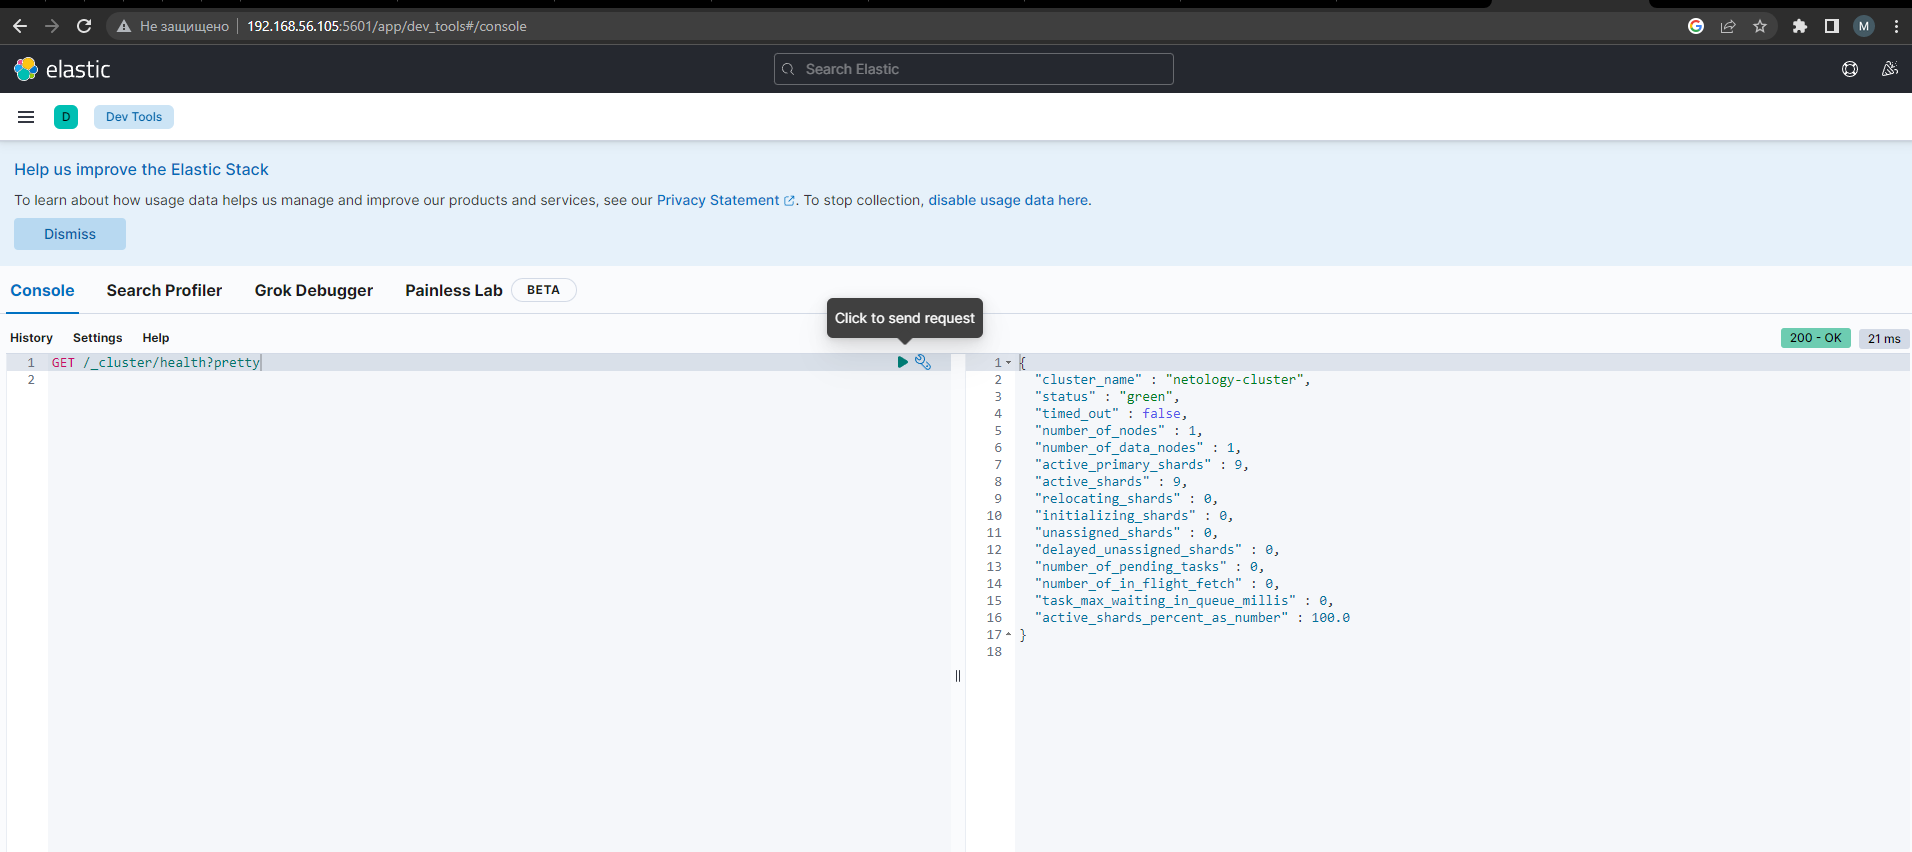 Не защищено 192.168.56.105:5601/app/dev_tools#/console
M
elastic
Search Elastic
D
Dev Tools
Help us improve the Elastic Stack
To learn about how usage data helps us manage and improve our products and services, see our Privacy Statement. To stop collection, disable usage data here.
Dismiss
Console Search Profiler Grok Debugger Painless Lab BETA
Click to send request
History Settings Help
200 - OK 21 ms
1 GET /_cluster/health?pretty
2
1 {
2 "cluster_name" : "netology-cluster",
3 "status" : "green",
4 "timed_out" : false,
5 "number_of_nodes" : 1,
6 "number_of_data_nodes" : 1,
7 "active_primary_shards" : 9,
8 "active_shards" : 9,
9 "relocating_shards" : 0,
10 "initializing_shards" : 0,
11 "unassigned_shards" : 0,
12 "delayed_unassigned_shards" : 0,
13 "number_of_pending_tasks" : 0,
14 "number_of_in_flight_fetch" : 0,
15 "task_max_waiting_in_queue_millis" : 0,
16 "active_shards_percent_as_number" : 100.0
17 }
18